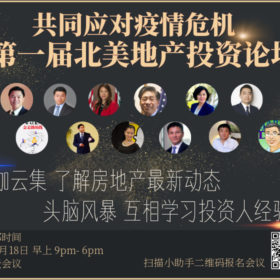 共同应对疫情危机
第一届北美地产投资论坛
咖云集 了解房地产最新动态
头脑风暴 互相学习投资人经验
时间
月18日 早上 9pm- 6pm
会议
扫描小助手二维码报名会议